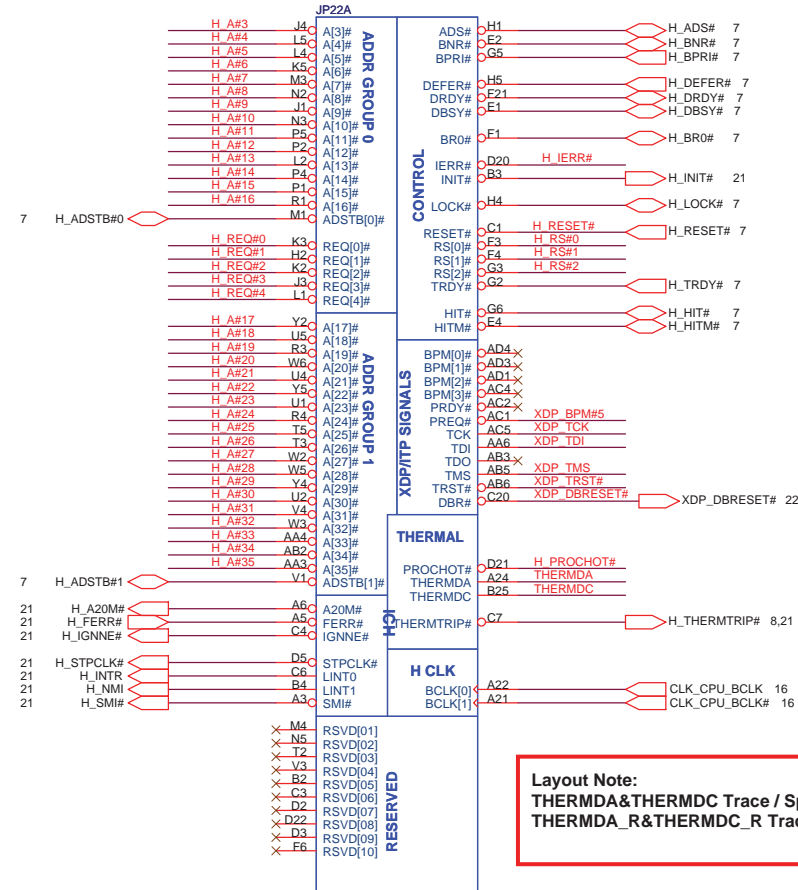 JP22A
H_A#3 J4 A[3]#
H_A#4 L5 A[4]#
H_A#5 L4 A[5]#
H_A#6 K5 A[6]#
H_A#7 M3 A[7]#
H_A#8 N2 A[8]#
H_A#9 J1 A[9]#
H_A#10 N3 A[10]#
H_A#11 P5 A[11]#
H_A#12 P2 A[12]#
H_A#13 L2 A[13]#
H_A#14 P4 A[14]#
H_A#15 P1 A[15]#
H_A#16 R1 A[16]#
7 H_ADSTB#0 M1 ADSTB[0]#
ADDR GROUP 0
H_REQ#0 K3 REQ[0]#
H_REQ#1 H2 REQ[1]#
H_REQ#2 K2 REQ[2]#
H_REQ#3 J3 REQ[3]#
H_REQ#4 L1 REQ[4]#
H_A#17 Y2 A[17]#
H_A#18 U5 A[18]#
H_A#19 R3 A[19]#
H_A#20 W6 A[20]#
H_A#21 U4 A[21]#
H_A#22 Y5 A[22]#
H_A#23 U1 A[23]#
H_A#24 R4 A[24]#
H_A#25 T5 A[25]#
H_A#26 T3 A[26]#
H_A#27 W2 A[27]#
H_A#28 W5 A[28]#
H_A#29 Y4 A[29]#
H_A#30 U2 A[30]#
H_A#31 V4 A[31]#
H_A#32 W3 A[32]#
H_A#33 AA4 A[33]#
H_A#34 AB2 A[34]#
H_A#35 AA3 A[35]#
7 H_ADSTB#1 V1 ADSTB[1]#
ADDR GROUP 1
21 H_A20M# A6 A20M#
21 H_FERR# A5 FERR#
21 H_IGNNE# C4 IGNNE#
21 H_STPCLK# D5 STPCLK#
21 H_INTR C6 LINT0
21 H_NMI B4 LINT1
21 H_SMI# A3 SMI#
ICH
M4 RSVD[01]
N5 RSVD[02]
T2 RSVD[03]
V3 RSVD[04]
B2 RSVD[05]
C3 RSVD[06]
D2 RSVD[07]
D22 RSVD[08]
D3 RSVD[09]
F6 RSVD[10]
RESERVED
ADS# H1 H_ADS# 7
BNR# E2 H_BNR# 7
BPRI# G5 H_BPRI# 7
DEFER# H5 H_DEFER# 7
DRDY# F21 H_DRDY# 7
DBSY# E1 H_DBSY# 7
BR0# F1 H_BR0# 7
IERR# D20 H_IERR#
INIT# B3 H_INIT# 21
LOCK# H4 H_LOCK# 7
RESET# C1 H_RESET# H_RESET# 7
RS[0]# F3 H_RS#0
RS[1]# F4 H_RS#1
RS[2]# G3 H_RS#2
TRDY# G2 H_TRDY# 7
HIT# G6 H_HIT# 7
HITM# E4 H_HITM# 7
CONTROL
BPM[0]# AD4
BPM[1]# AD3
BPM[2]# AD1
BPM[3]# AC4
PRDY# AC2
PREQ# AC1 XDP_BPM#5
TCK AC5 XDP_TCK
TDI AA6 XDP_TDI
TDO AB3
TMS AB5 XDP_TMS
TRST# AB6 XDP_TRST#
DBR# C20 XDP_DBRESET# XDP_DBRESET# 22
XDP/ITP SIGNALS
THERMAL
PROCHOT# D21 H_PROCHOT#
THERMDA A24 THERMDA
THERMDC B25 THERMDC
THERMTRIP# C7 H_THERMTRIP# 8,21
H CLK
BCLK[0] A22 CLK_CPU_BCLK 16
BCLK[1] A21 CLK_CPU_BCLK# 16
Layout Note:
THERMDA&THERMDC Trace / Sp
THERMDA_R&THERMDC_R Trac